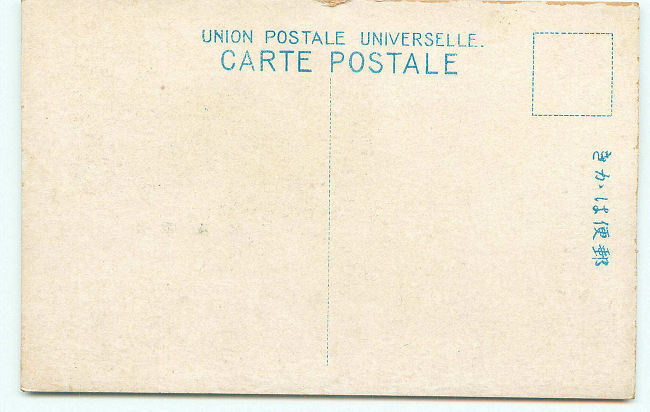 UNION POSTALE UNIVERSELLE.
CARTE POSTALE
郵便はかき